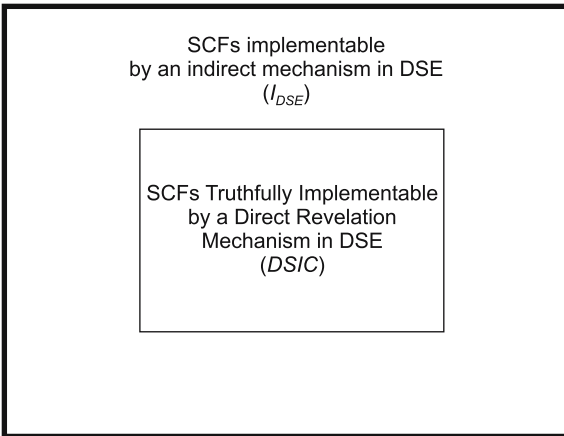 SCFs implementable
by an indirect mechanism in DSE
(I_DSE)
SCFs Truthfully Implementable
by a Direct Revelation
Mechanism in DSE
(DSIC)